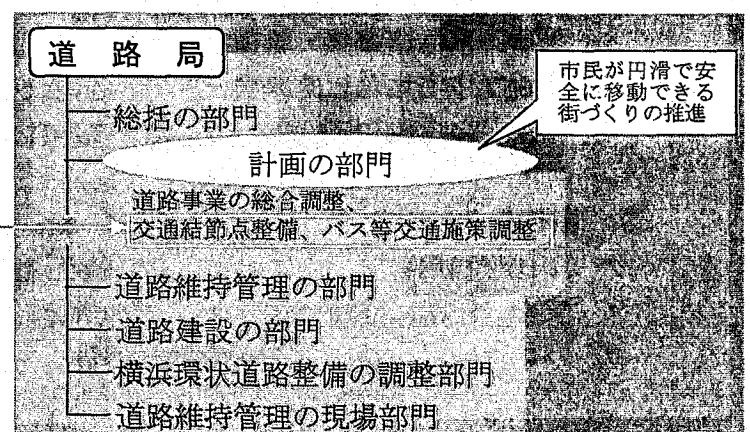 道路局
市民が円滑で安
全に移動できる
街づくりの推進
総括の部門
計画の部門
道路事業の総合調整、
交通結節点整備、バス等交通施策調整
道路維持管理の部門
道路建設の部門
横浜環状道路整備の調整部門
道路維持管理の現場部門